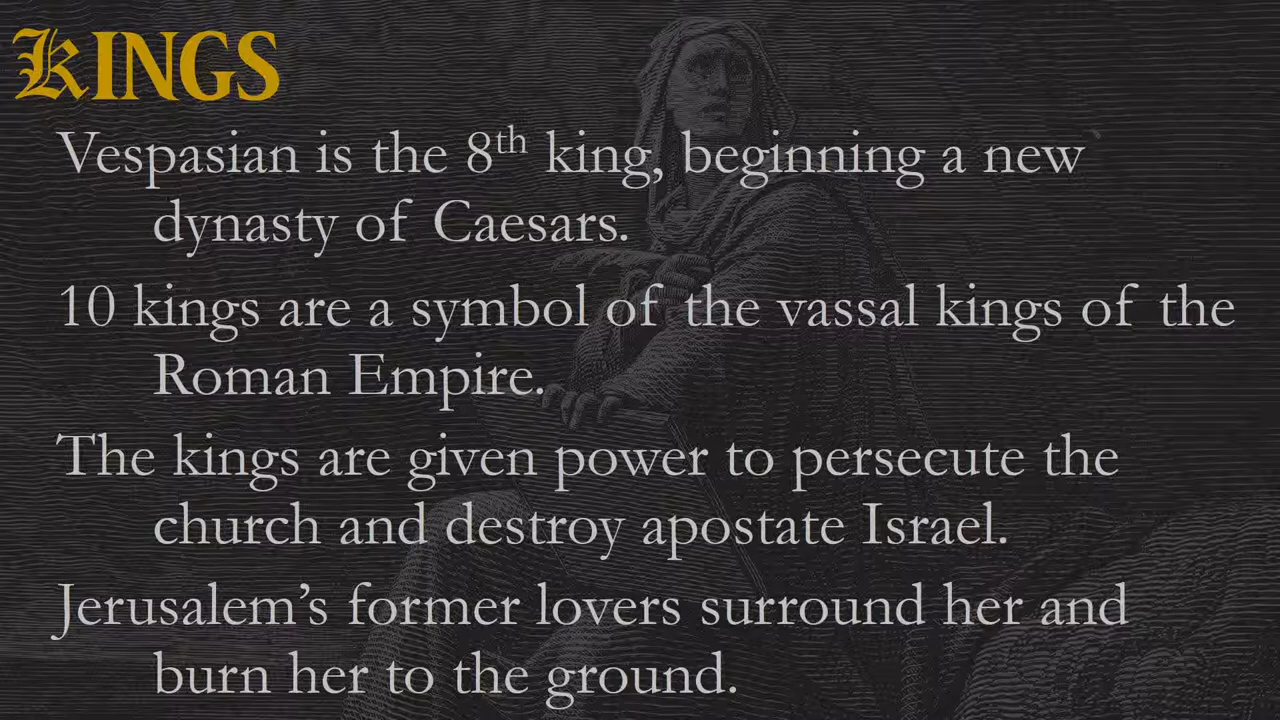 KINGS
Vespasian is the 8th king, beginning a new
dynasty of Caesars.
10 kings are a symbol of the vassal kings of the
Roman Empire.
The kings are given power to persecute the
church and destroy apostate Israel.
Jerusalem’s former lovers surround her and
burn her to the ground.